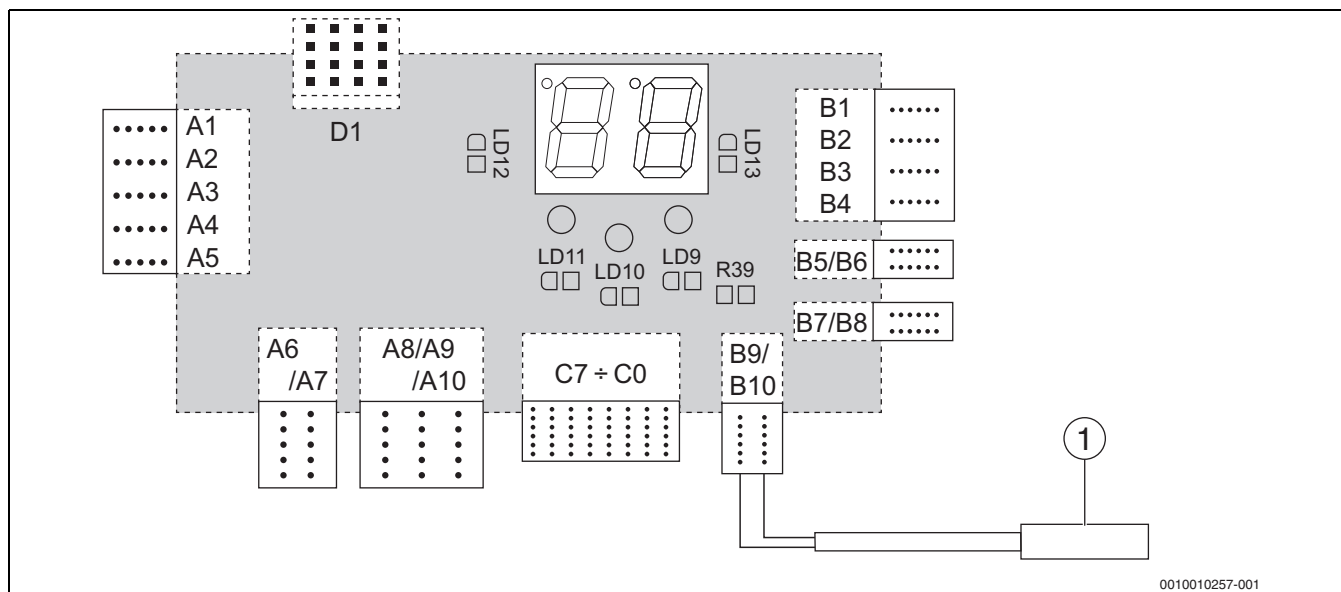 D1
A1
A2
A3
A4
A5
LD12
LD13
B1
B2
B3
B4
LD11
LD10
LD9
R39
B5/B6
B7/B8
A6
/A7
A8/A9
/A10
C7 ÷ C0
B9/
B10
1
0010010257-001